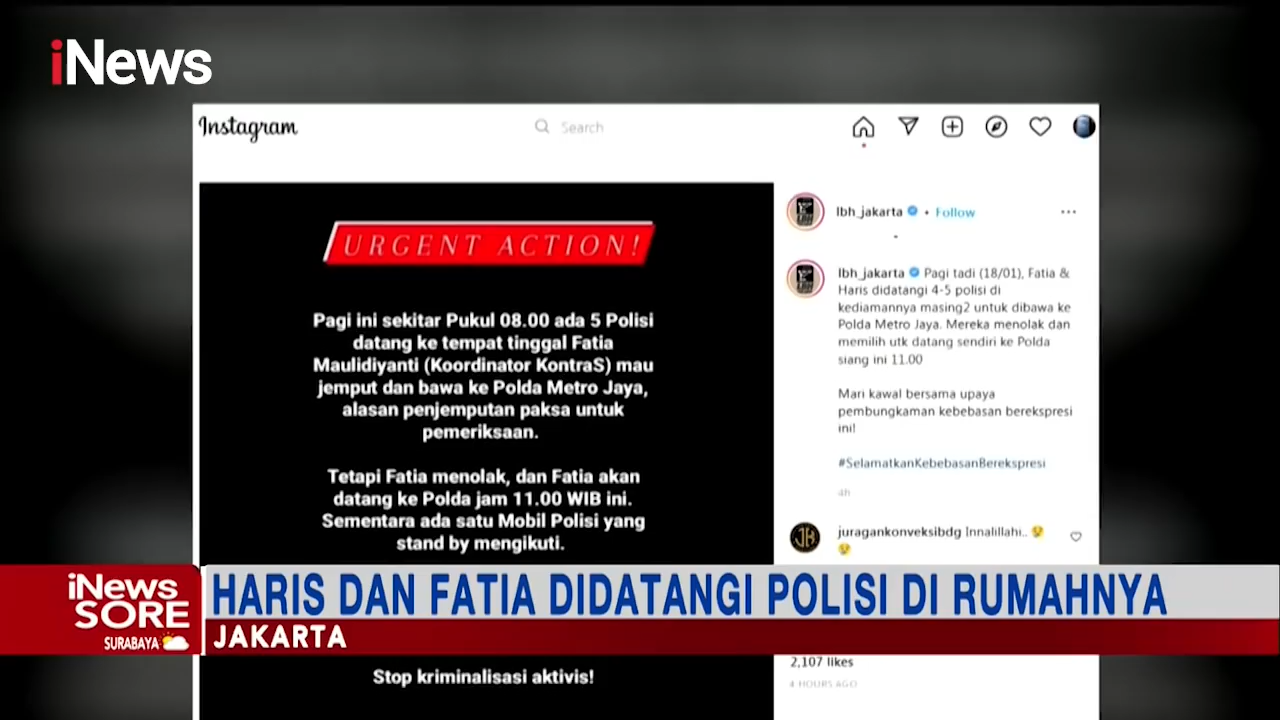 iNews
Instagram
Search
URGENT ACTION!
Pagi ini sekitar Pukul 08.00 ada 5 Polisi
datang ke tempat tinggal Fatia
Maulidiyanti (Koordinator KontraS) mau
jemput dan bawa ke Polda Metro Jaya,
alasan penjemputan paksa untuk
pemeriksaan.
Tetapi Fatia menolak, dan Fatia akan
datang ke Polda jam 11.00 WIB ini.
Sementara ada satu Mobil Polisi yang
stand by mengikuti.
Stop kriminalisasi aktivis!
lbh_jakarta • Follow
lbh_jakarta Pagi tadi (18/01), Fatia &
Haris didatangi 4-5 polisi di
kediamannya masing2 untuk dibawa ke
Polda Metro Jaya. Mereka menolak dan
memilih utk datang sendiri ke Polda
siang ini 11.00
Mari kawal bersama upaya
pembungkaman kebebasan berekspresi
ini!
#SelamatkanKebebasanBerekspresi
4h
juragankonveksibdg Innalillahi.. 😢
😢
2,107 likes
4 HOURS AGO
iNews
SORE
SURABAYA
HARIS DAN FATIA DIDATANGI POLISI DI RUMAHNYA
JAKARTA